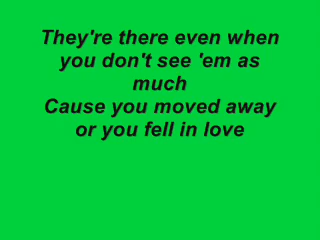 They're there even when
you don't see 'em as
much
Cause you moved away
or you fell in love